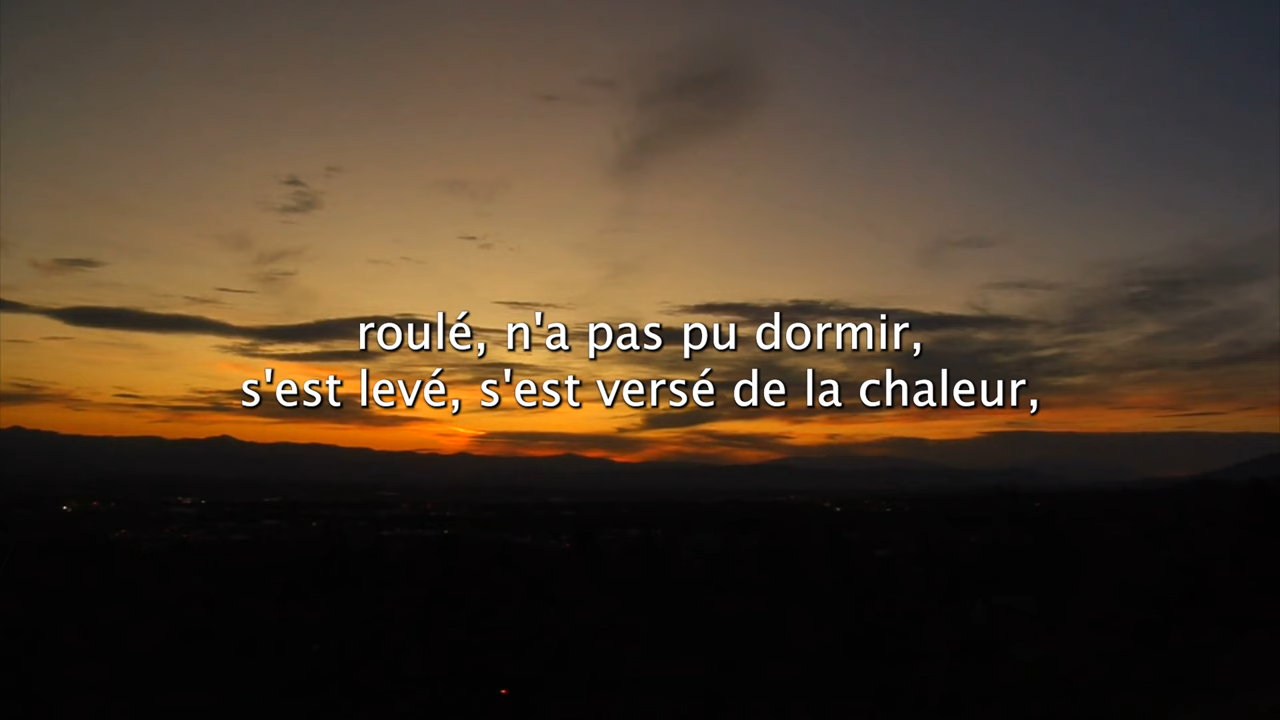 roulé, n'a pas pu dormir,
s'est levé, s'est versé de la chaleur,